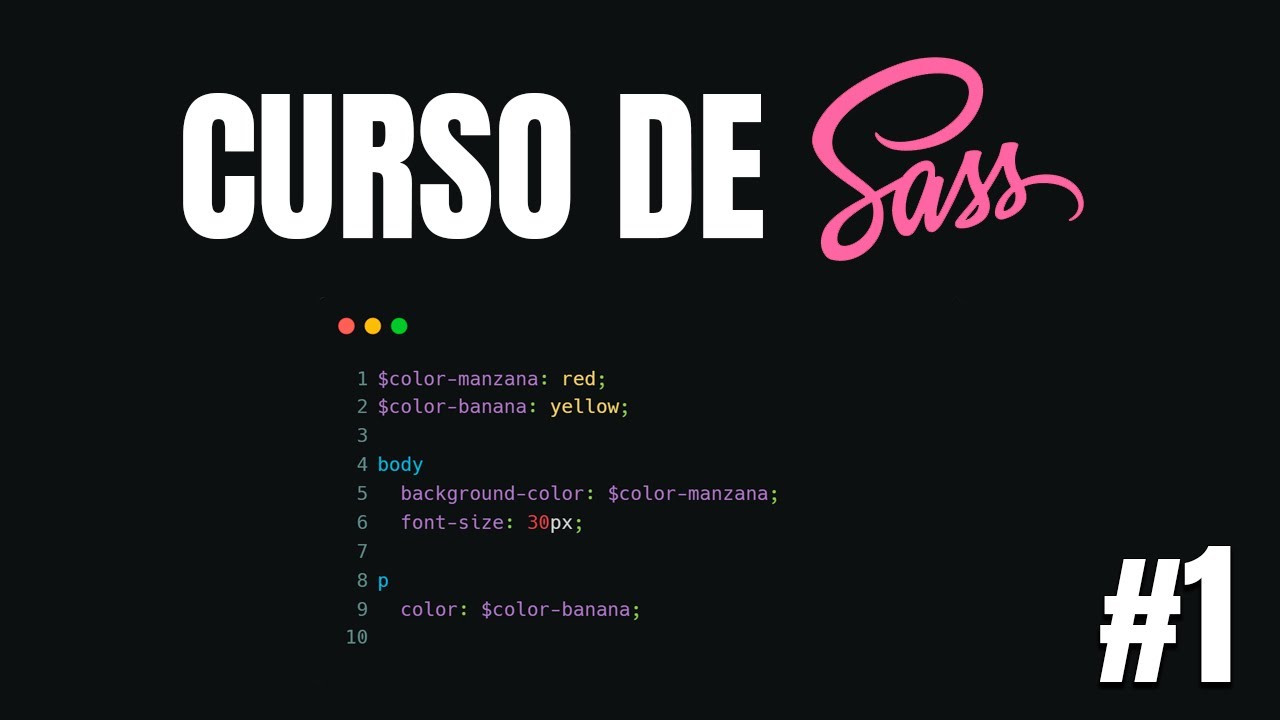 CURSO DE Sass
1 $color-manzana: red;
2 $color-banana: yellow;
3
4 body
5   background-color: $color-manzana;
6   font-size: 30px;
7
8 p
9   color: $color-banana;
10
#1